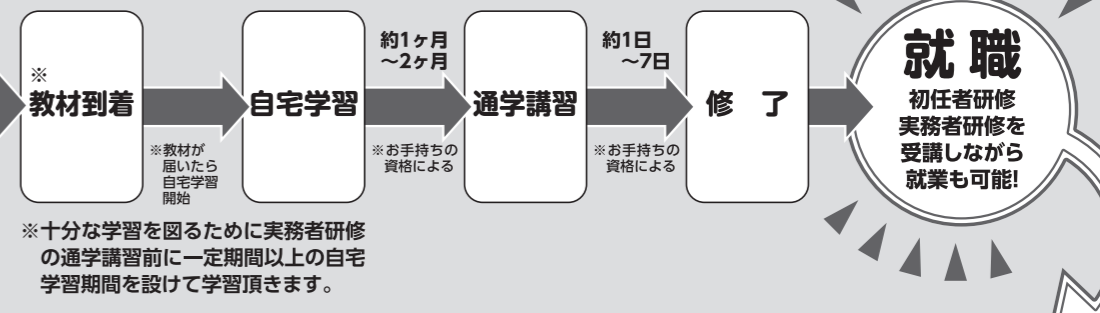 ※
教材到着
※教材が
届いたら
自宅学習
開始
自宅学習
約1ヶ月
～2ヶ月
※お手持ちの
資格による
通学講習
約1日
～7日
※お手持ちの
資格による
修 了
就 職
初任者研修
実務者研修を
受講しながら
就業も可能!
※十分な学習を図るために実務者研修
の通学講習前に一定期間以上の自宅
学習期間を設けて学習頂きます。